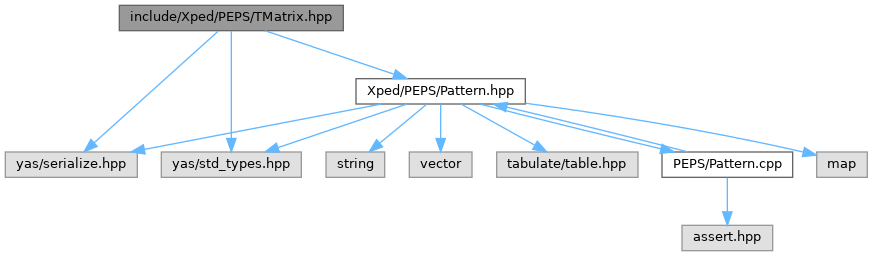 include/Xped/PEPS/TMatrix.hpp
Xped/PEPS/Pattern.hpp
yas/serialize.hpp
yas/std_types.hpp
string
vector
tabulate/table.hpp
PEPS/Pattern.cpp
map
assert.hpp